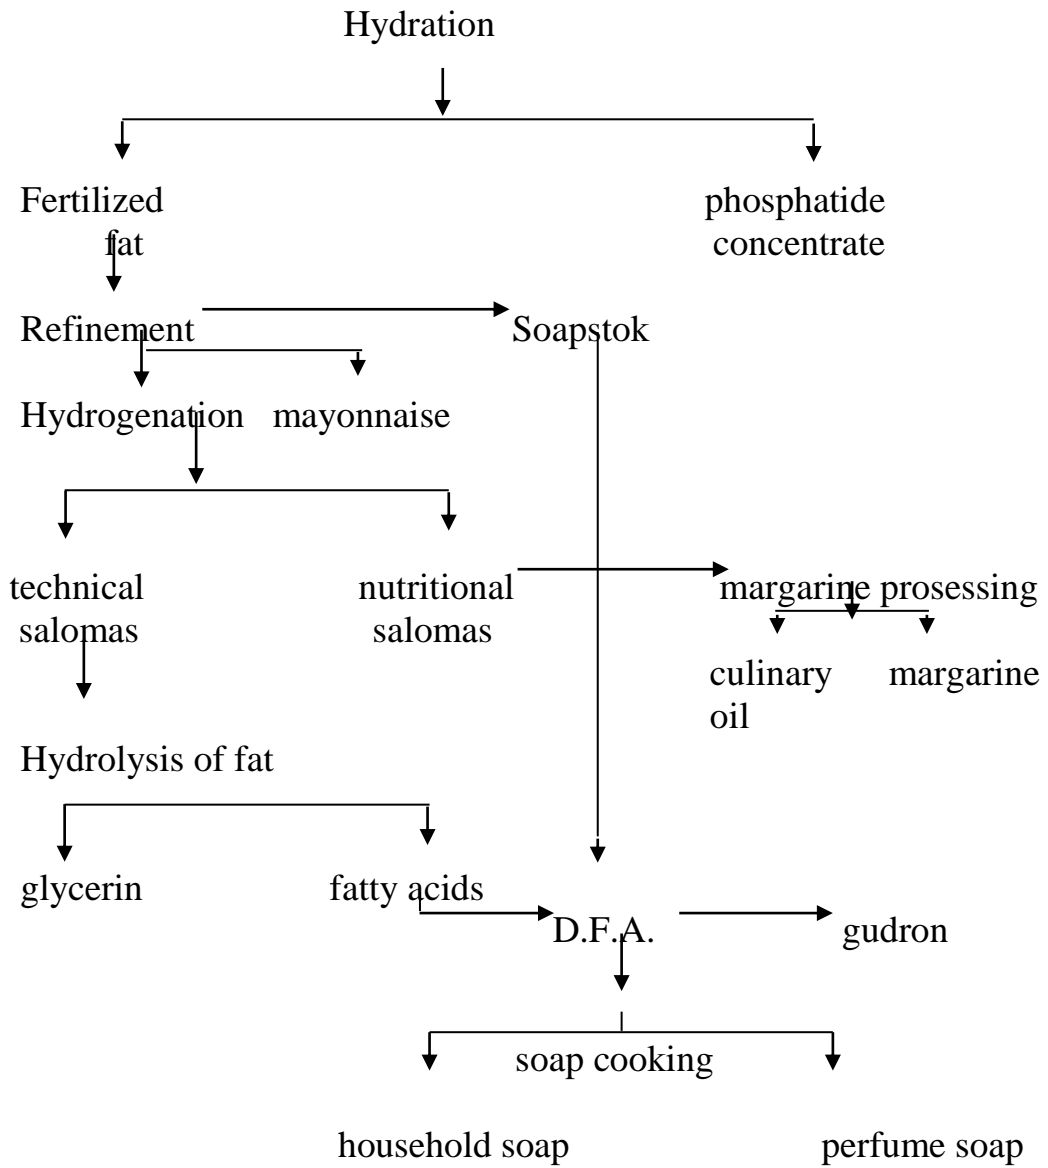 Hydration
Fertilized
fat
phosphatide
concentrate
Refinement
Soapstok
Hydrogenation
mayonnaise
technical
salomas
nutritional
salomas
margarine prosessing
culinary
oil
margarine
Hydrolysis of fat
glycerin
fatty acids
D.F.A.
gudron
soap cooking
household soap
perfume soap